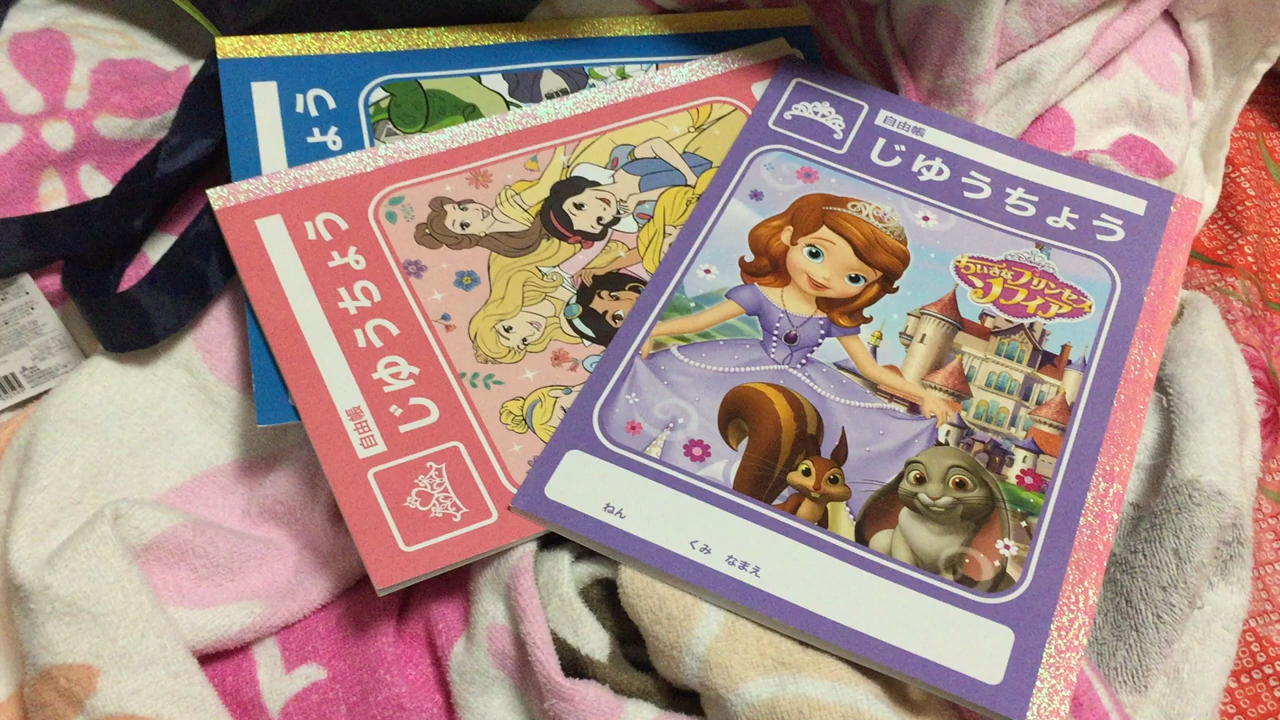 自由帳
じゆうちょう
ちいさなプリンセス
ソフィア
ねん
くみ なまえ
じゆうちょう
自由帳
ょう